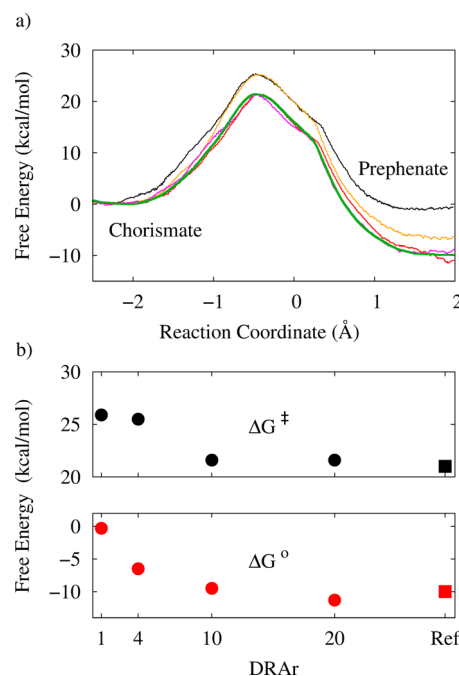 a)
30
20
10
0
−10
Free Energy (kcal/mol)
Prephenate
Chorismate
−2
−1
0
1
2
Reaction Coordinate (Å)
b)
30
25
20
ΔG ‡
Free Energy (kcal/mol)
0
−5
−10
ΔG o
1
4
10
20
Ref
DRAr